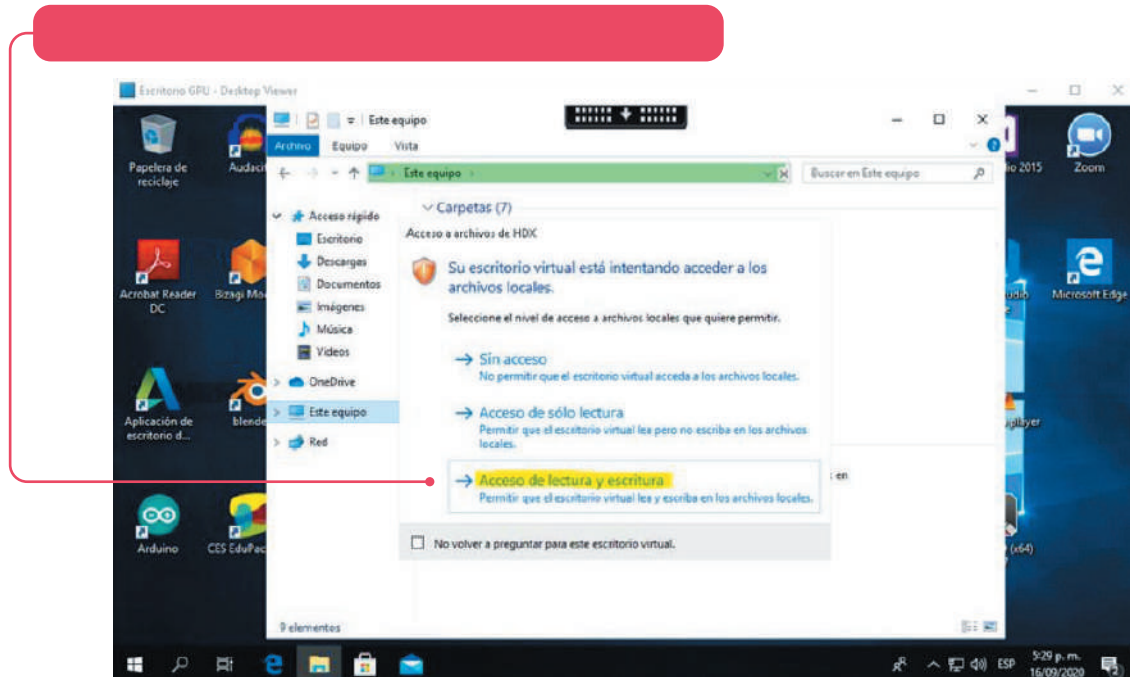 Escritorio GPU - Desktop Viewer
Este equipo
Archivo Equipo Vista
Este equipo
Buscar en Este equipo
Papelera de
reciclaje
Zoom
Acceso rápido
Escritorio
Descargas
Documentos
Imágenes
Música
Videos
OneDrive
Este equipo
Red
Carpetas (7)
Acceso a archivos de HDX
Su escritorio virtual está intentando acceder a los
archivos locales.
Seleccione el nivel de acceso a archivos locales que quiere permitir.
Sin acceso
No permitir que el escritorio virtual acceda a los archivos locales.
Acceso de sólo lectura
Permitir que el escritorio virtual lea pero no escriba en los archivos
locales.
Acceso de lectura y escritura
Permitir que el escritorio virtual lea y escriba en los archivos locales.
No volver a preguntar para este escritorio virtual.
en
Acrobat Reader
DC
Bizagi Mo
Microsoft Edge
Aplicación de
escritorio d...
blende
Arduino
CES EduPac
(x64)
9 elementos
ESP
5:29 p. m.
16/09/2020